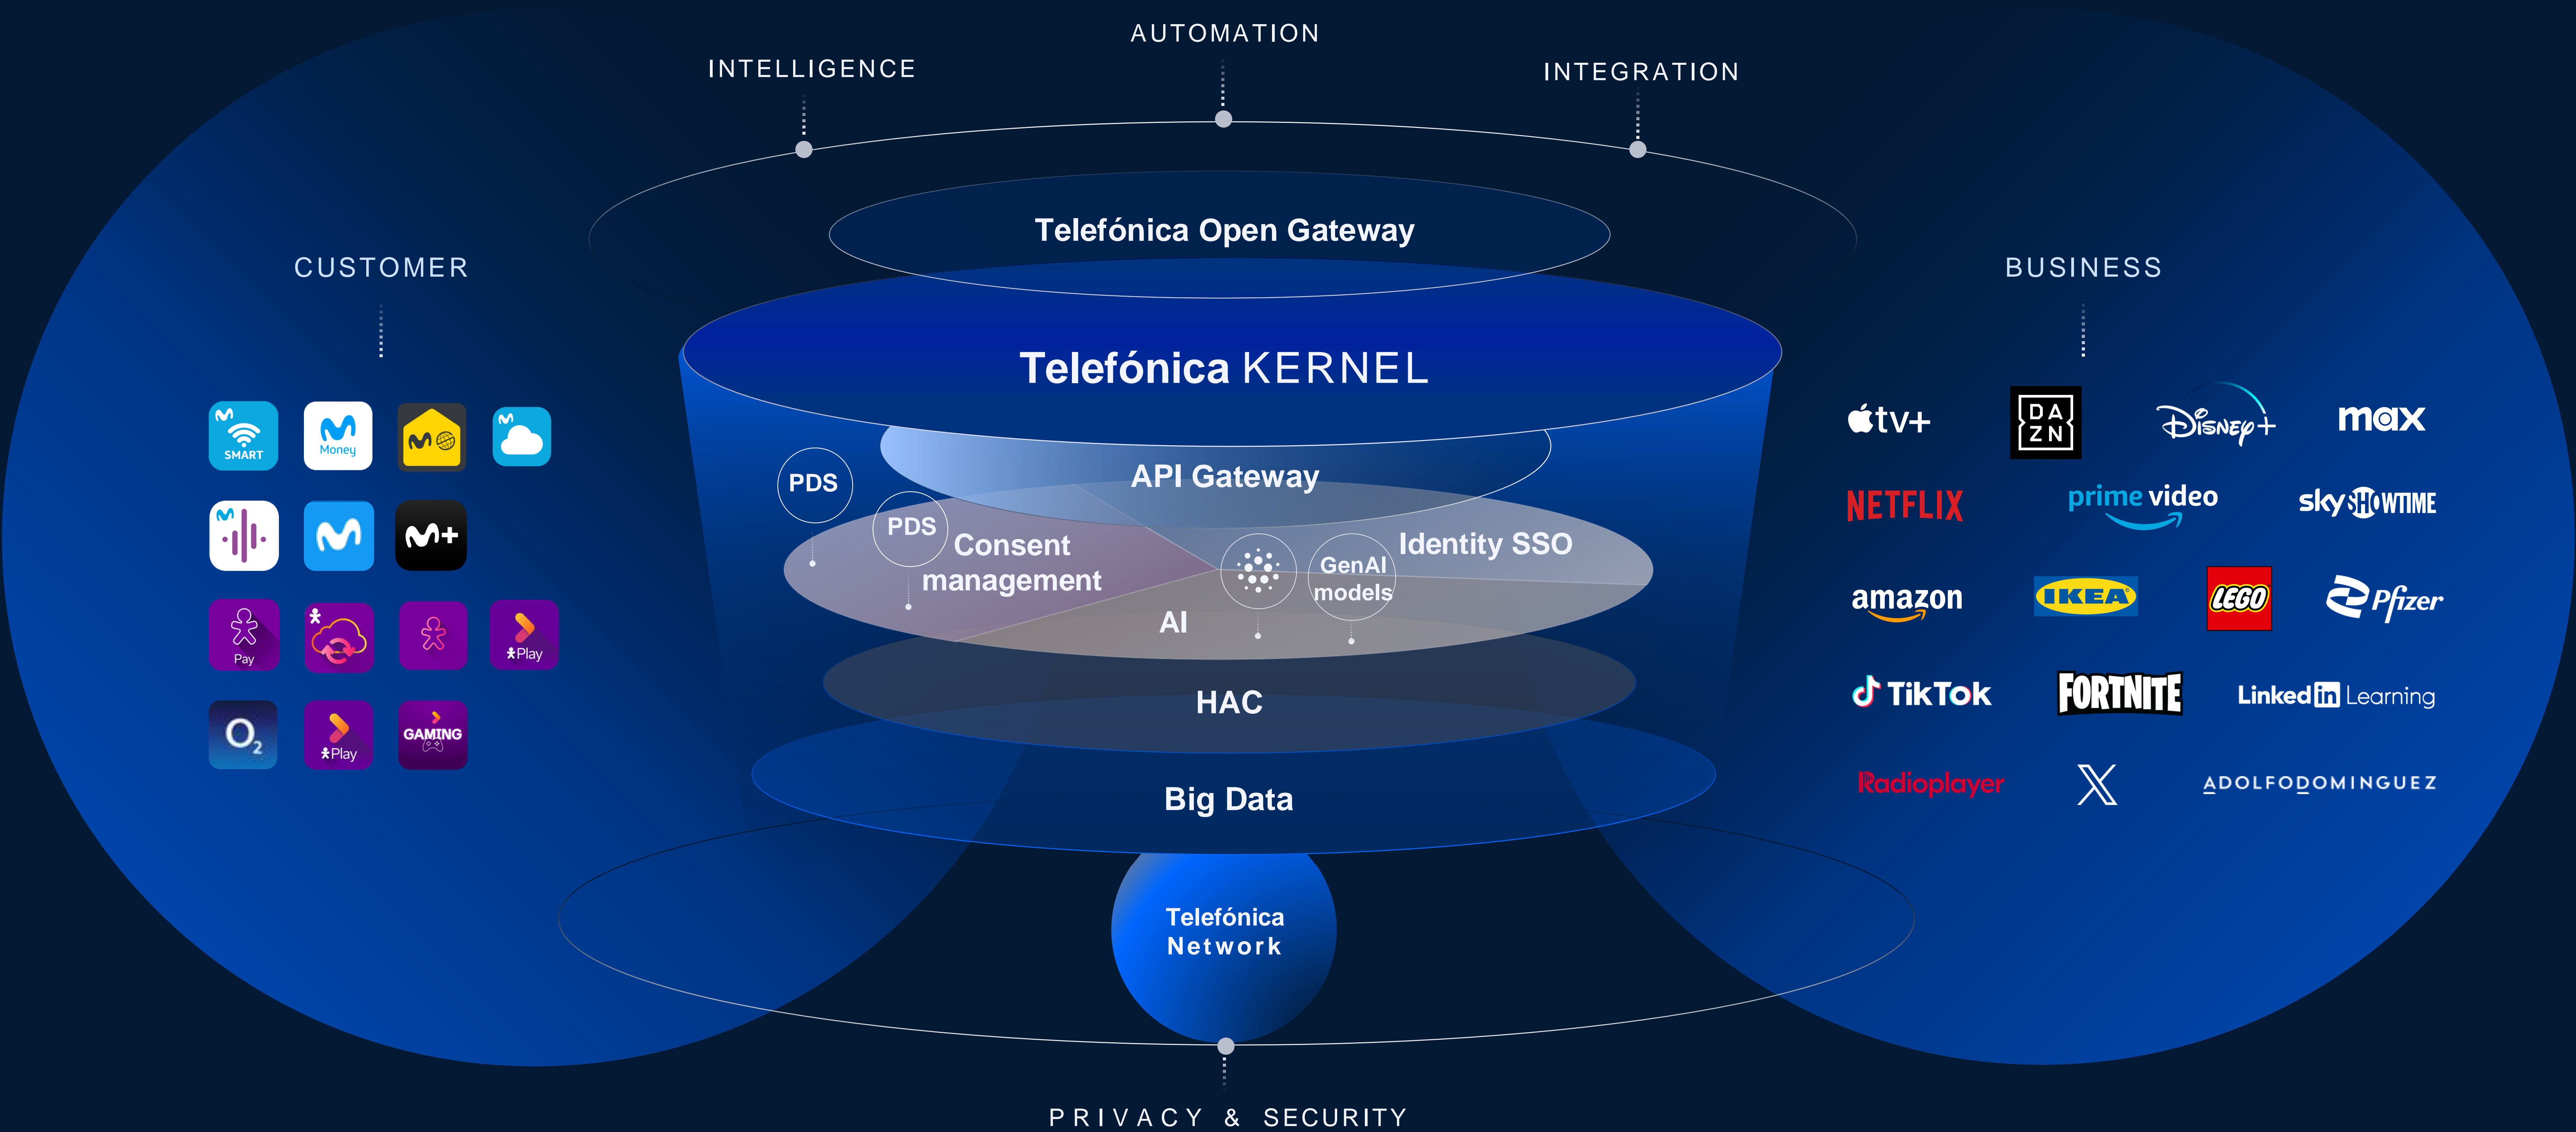 AUTOMATION
INTELLIGENCE
INTEGRATION
Telefónica Open Gateway
CUSTOMER
BUSINESS
Telefónica KERNEL
SMART
Money
tv+
DAZN
Disney+
max
API Gateway
PDS
PDS
Consent
management
Identity SSO
GenAI
models
AI
NETFLIX
prime video
skySHOWTIME
amazon
IKEA
LEGO
Pfizer
Pay
Play
HAC
TikTok
FORTNITE
LinkedIn Learning
O2
Play
GAMING
Big Data
Radioplayer
X
ADOLFODOMINGUEZ
Telefónica
Network
PRIVACY & SECURITY